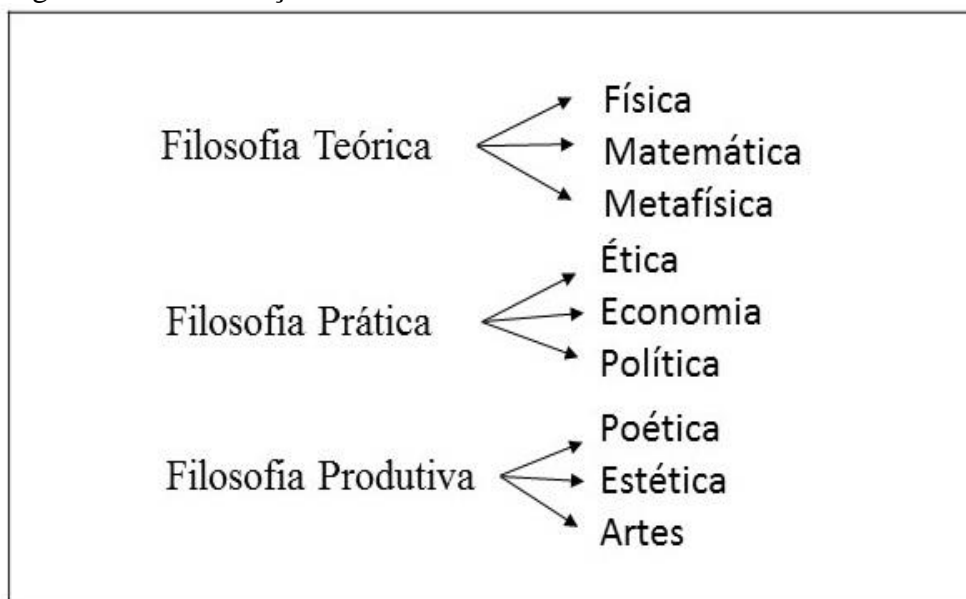 Filosofia Teórica
Física
Matemática
Metafísica
Filosofia Prática
Ética
Economia
Política
Filosofia Produtiva
Poética
Estética
Artes